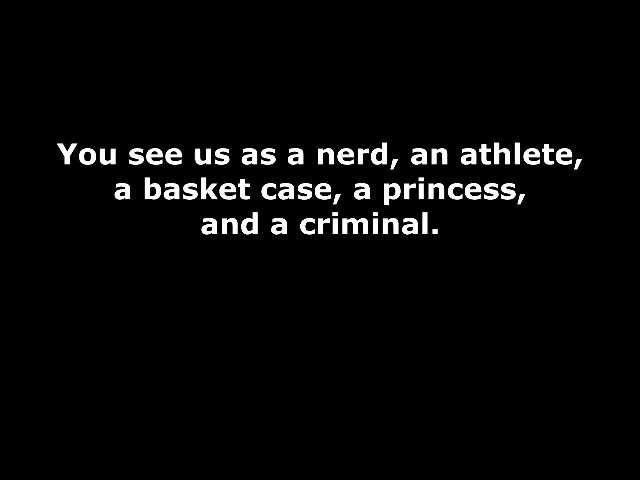 You see us as a nerd, an athlete,
a basket case, a princess,
and a criminal.